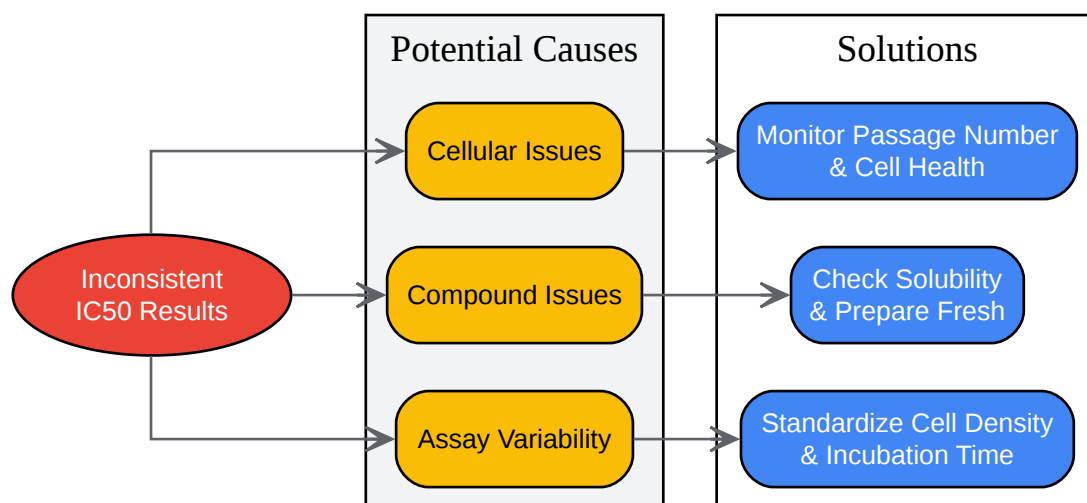 Potential Causes
Solutions
Cellular Issues
Monitor Passage Number
& Cell Health
Inconsistent
IC50 Results
Compound Issues
Check Solubility
& Prepare Fresh
Assay Variability
Standardize Cell Density
& Incubation Time